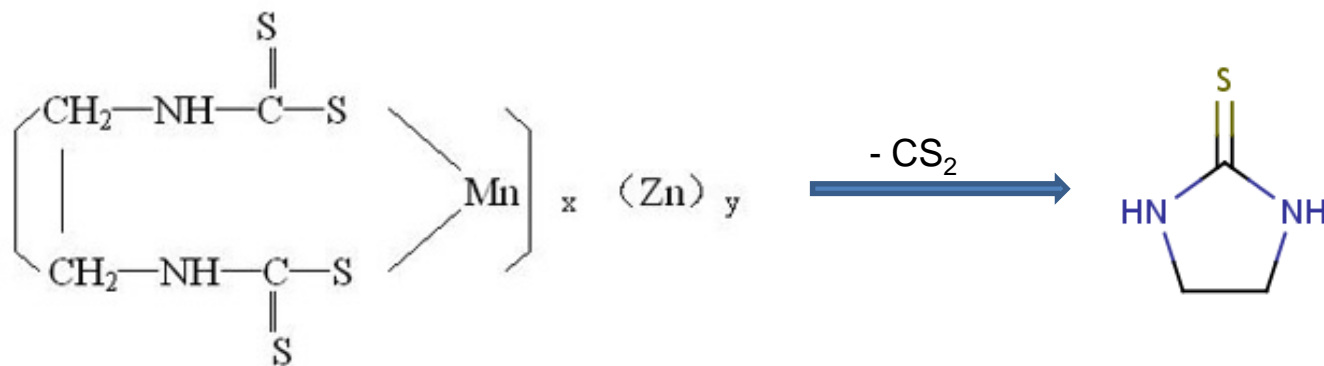 S
CH₂—NH—C—S
Mn
x (Zn) y
CH₂—NH—C—S
S
- CS₂
S
HN
NH